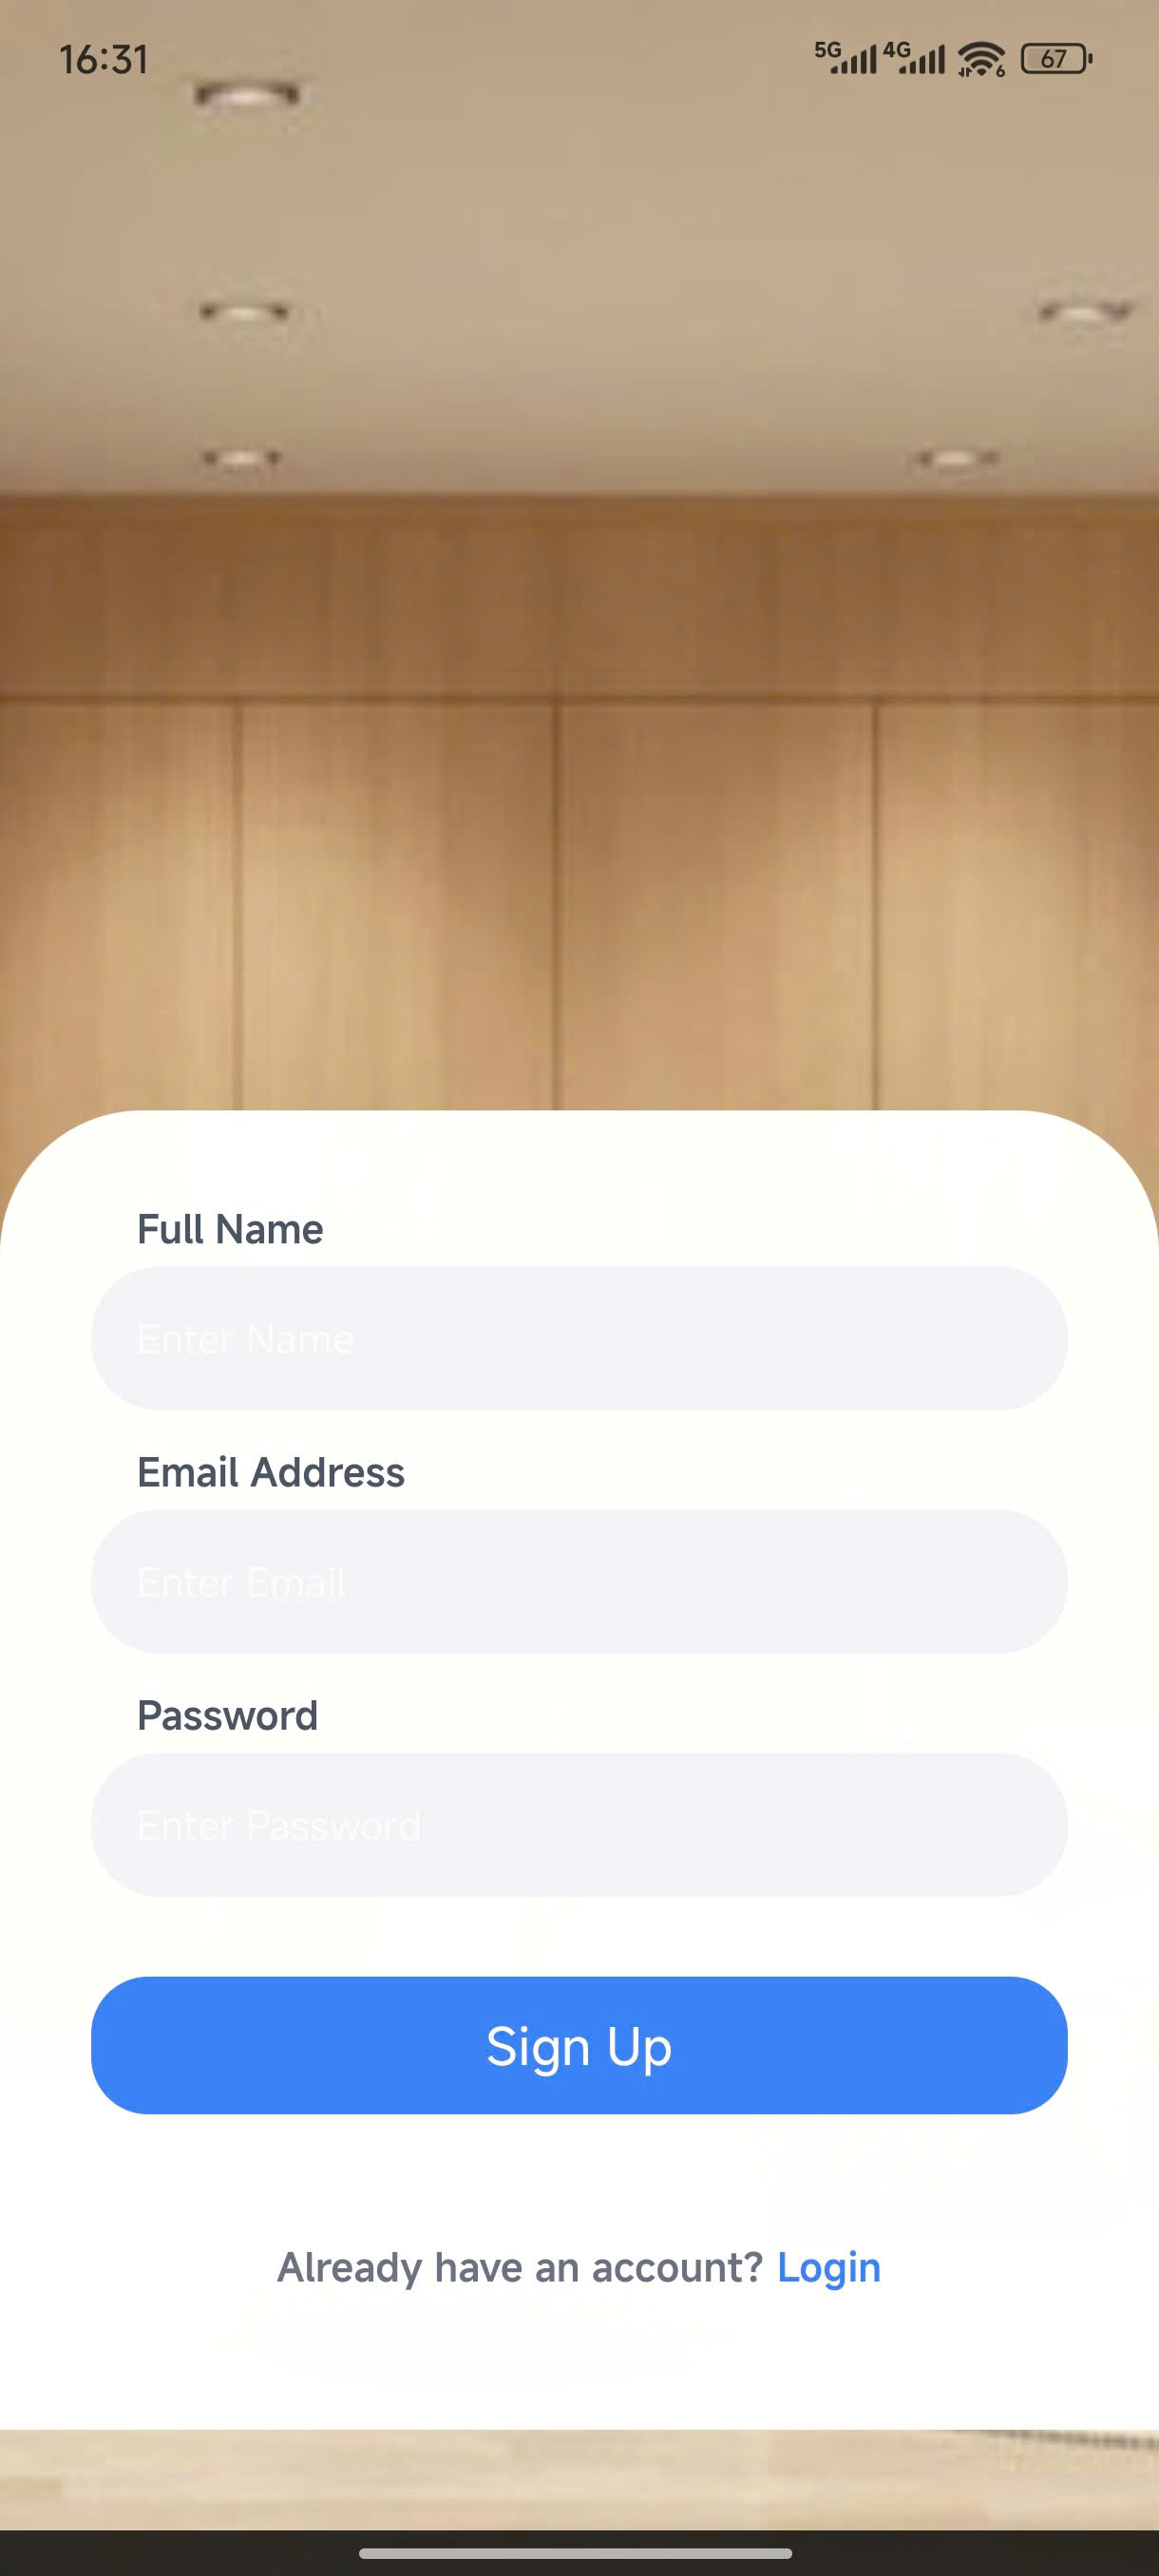 16:31 5G 4G 6 67
Full Name
Enter Name
Email Address
Enter Email
Password
Enter Password
Sign Up
Already have an account? Login